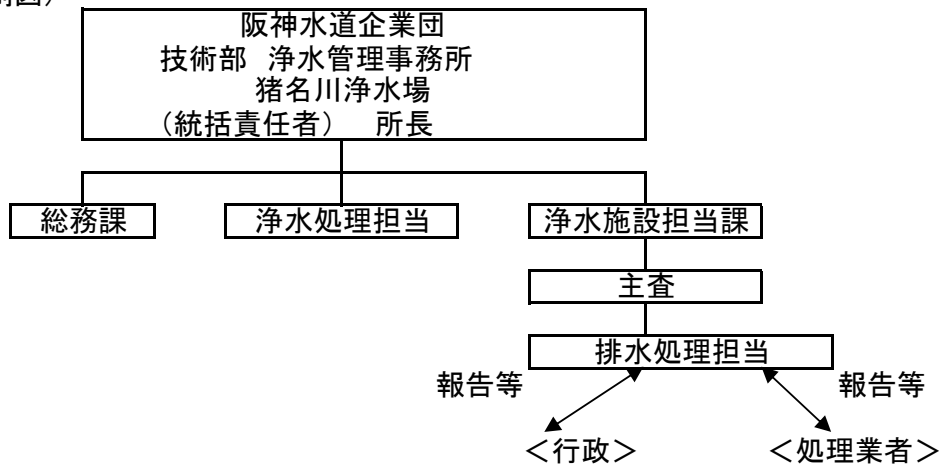 阪神水道企業団
技術部 浄水管理事務所
猪名川浄水場
（統括責任者） 所長
総務課 浄水処理担当 浄水施設担当課
主査
排水処理担当
報告等 報告等
＜行政＞ ＜処理業者＞